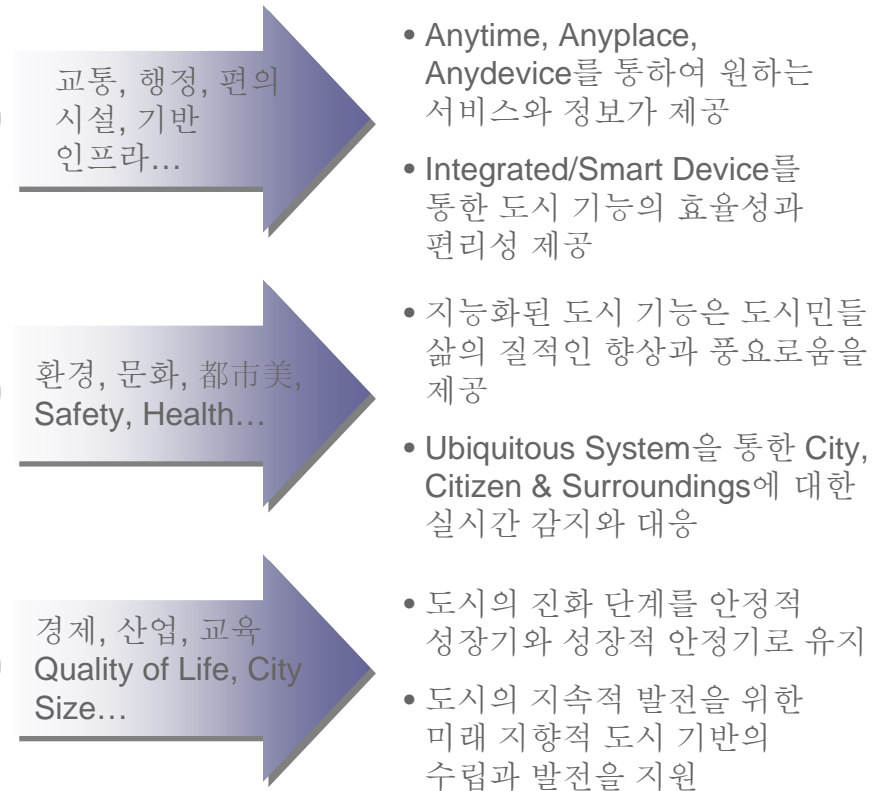 교통, 행정, 편의
시설, 기반
인프라…
• Anytime, Anyplace,
Anydevice를 통하여 원하는
서비스와 정보가 제공
• Integrated/Smart Device를
통한 도시 기능의 효율성과
편리성 제공
환경, 문화, 都市美,
Safety, Health…
• 지능화된 도시 기능은 도시민들
삶의 질적인 향상과 풍요로움을
제공
• Ubiquitous System을 통한 City,
Citizen & Surroundings에 대한
실시간 감지와 대응
경제, 산업, 교육
Quality of Life, City
Size…
• 도시의 진화 단계를 안정적
성장기와 성장적 안정기로 유지
• 도시의 지속적 발전을 위한
미래 지향적 도시 기반의
수립과 발전을 지원